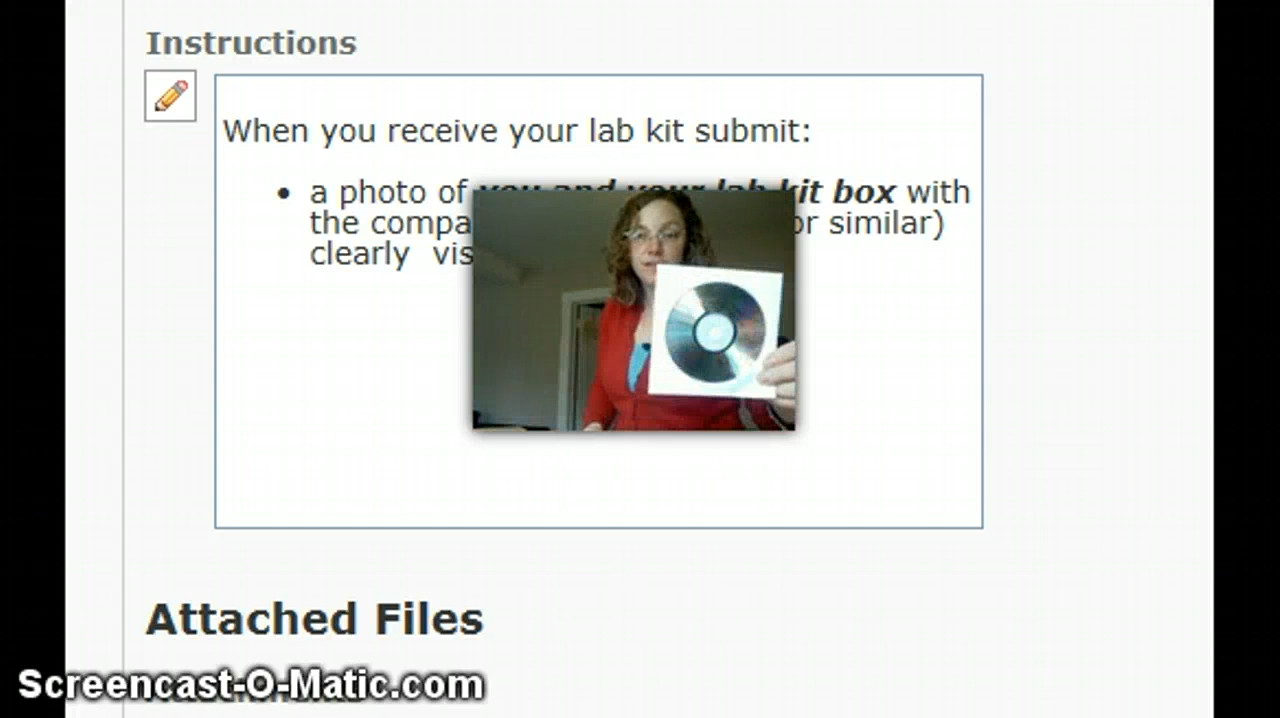 Instructions
When you receive your lab kit submit:
• a photo of you and your lab kit box with
the compa or similar)
clearly vis
Attached Files
Screencast-O-Matic.com